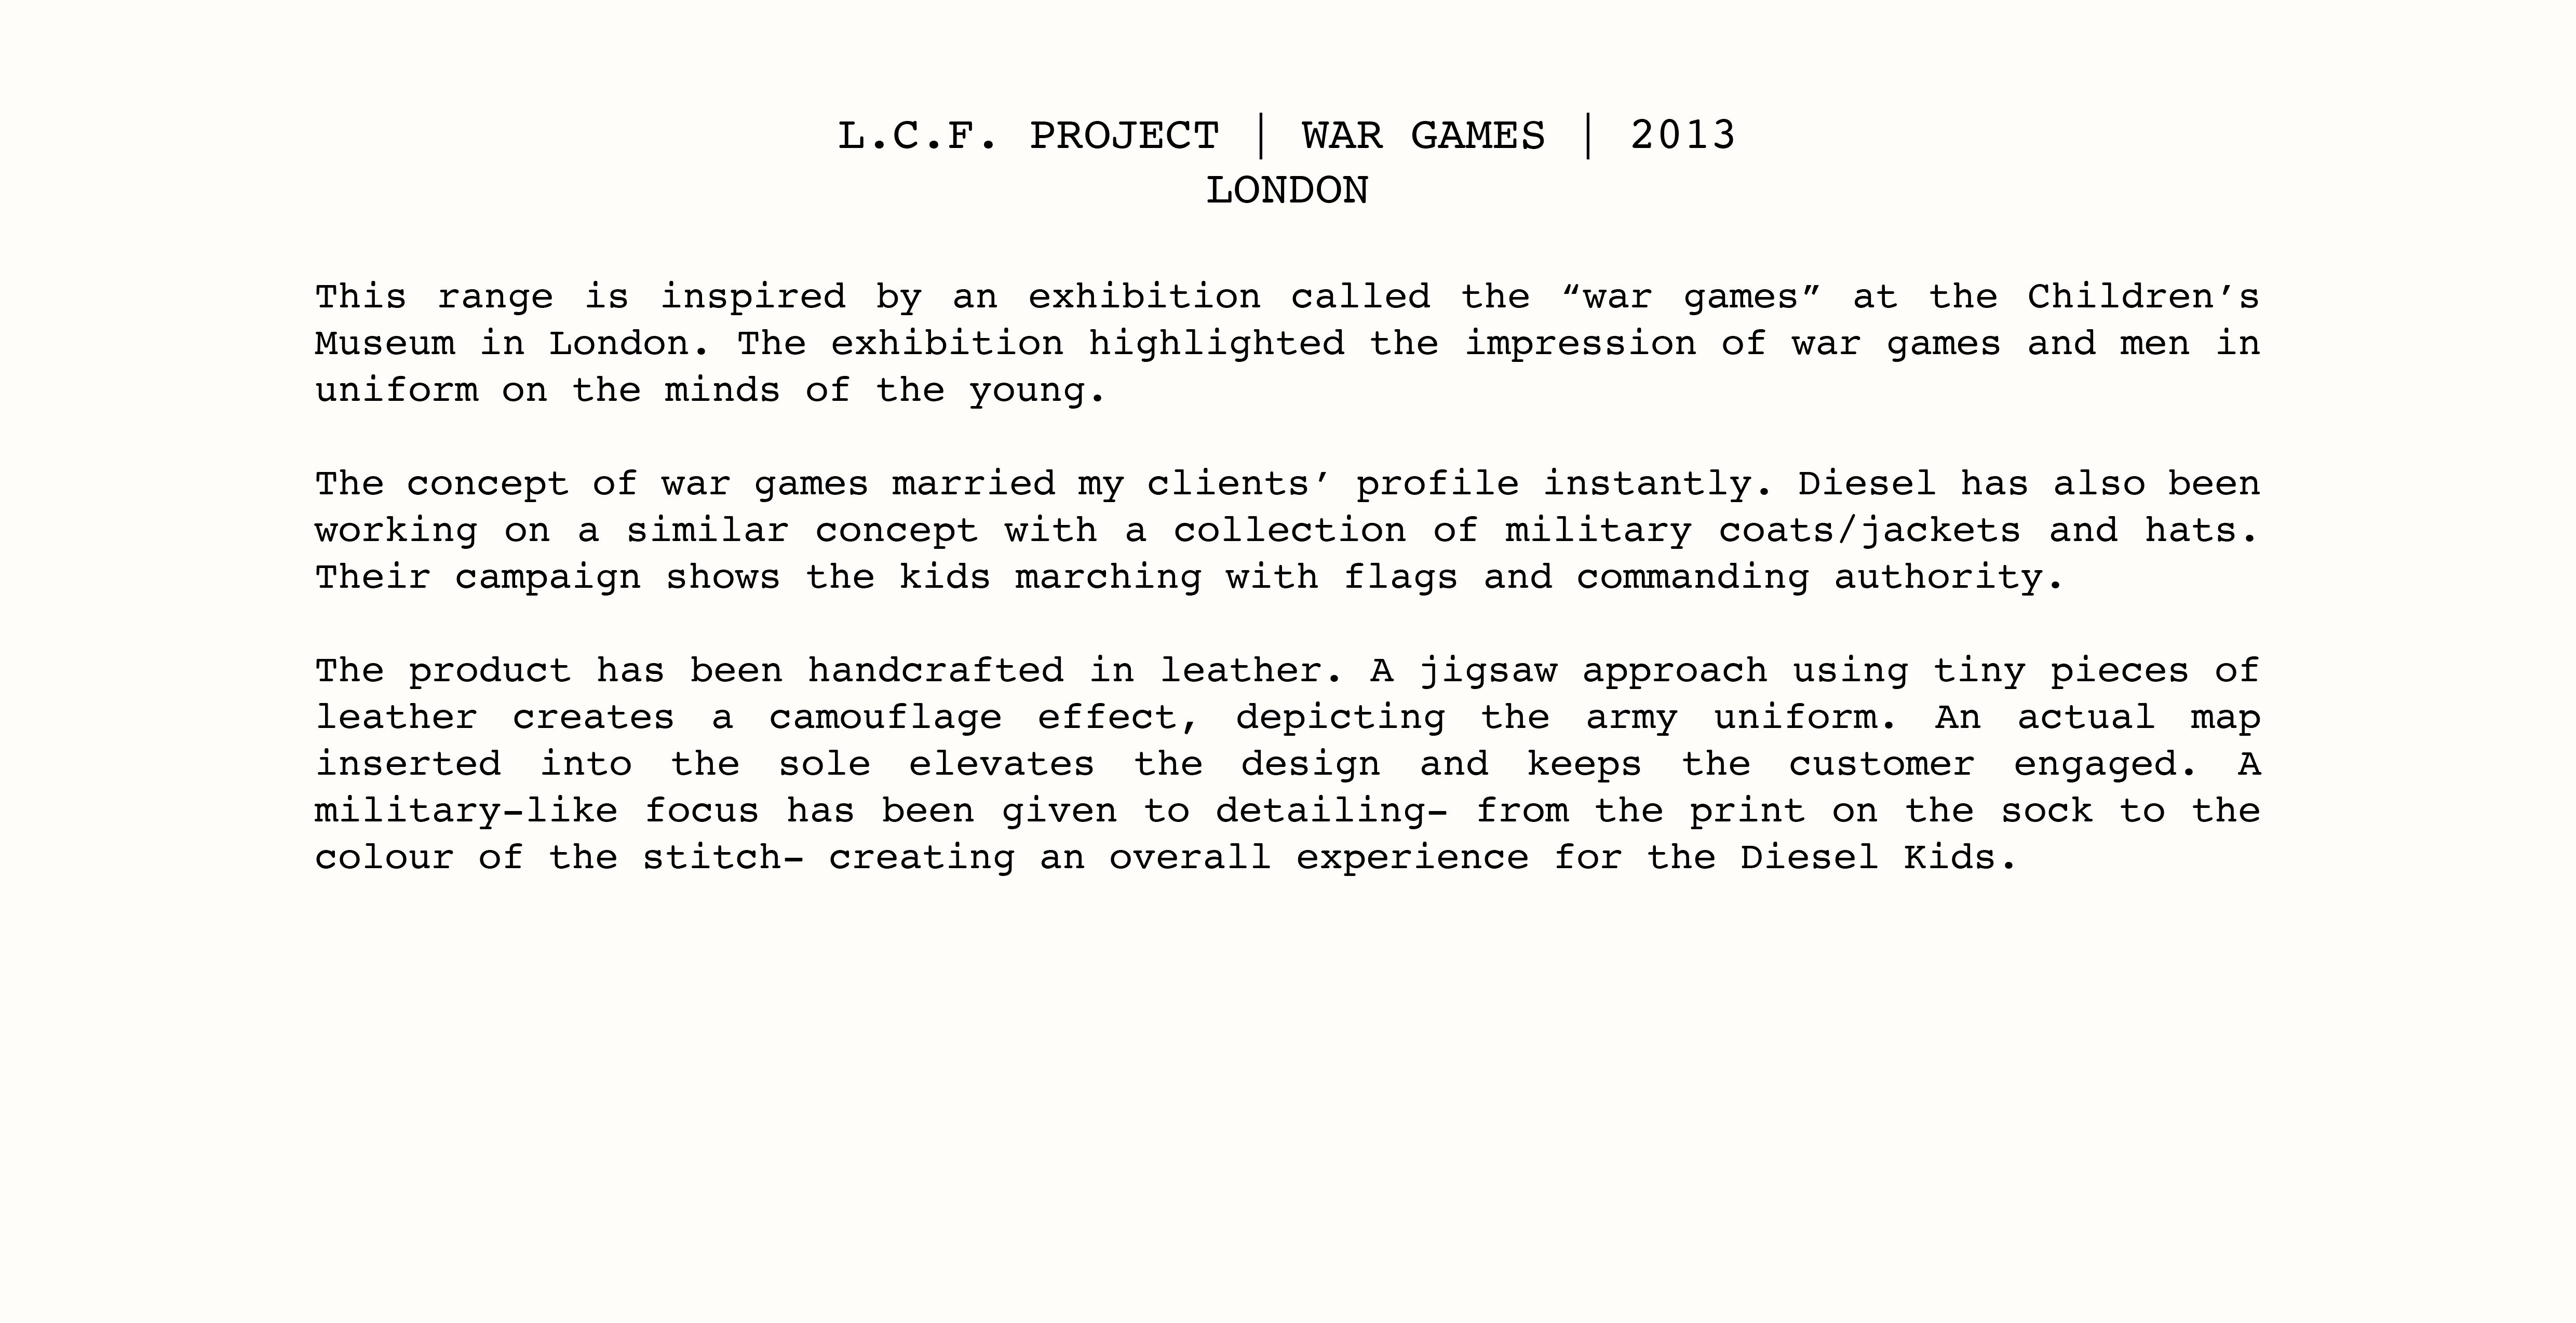 L.C.F. PROJECT | WAR GAMES | 2013
LONDON
This range is inspired by an exhibition called the “war games” at the Children’s
Museum in London. The exhibition highlighted the impression of war games and men in
uniform on the minds of the young.
The concept of war games married my clients’ profile instantly. Diesel has also been
working on a similar concept with a collection of military coats/jackets and hats.
Their campaign shows the kids marching with flags and commanding authority.
The product has been handcrafted in leather. A jigsaw approach using tiny pieces of
leather creates a camouflage effect, depicting the army uniform. An actual map
inserted into the sole elevates the design and keeps the customer engaged. A
military-like focus has been given to detailing- from the print on the sock to the
colour of the stitch- creating an overall experience for the Diesel Kids.